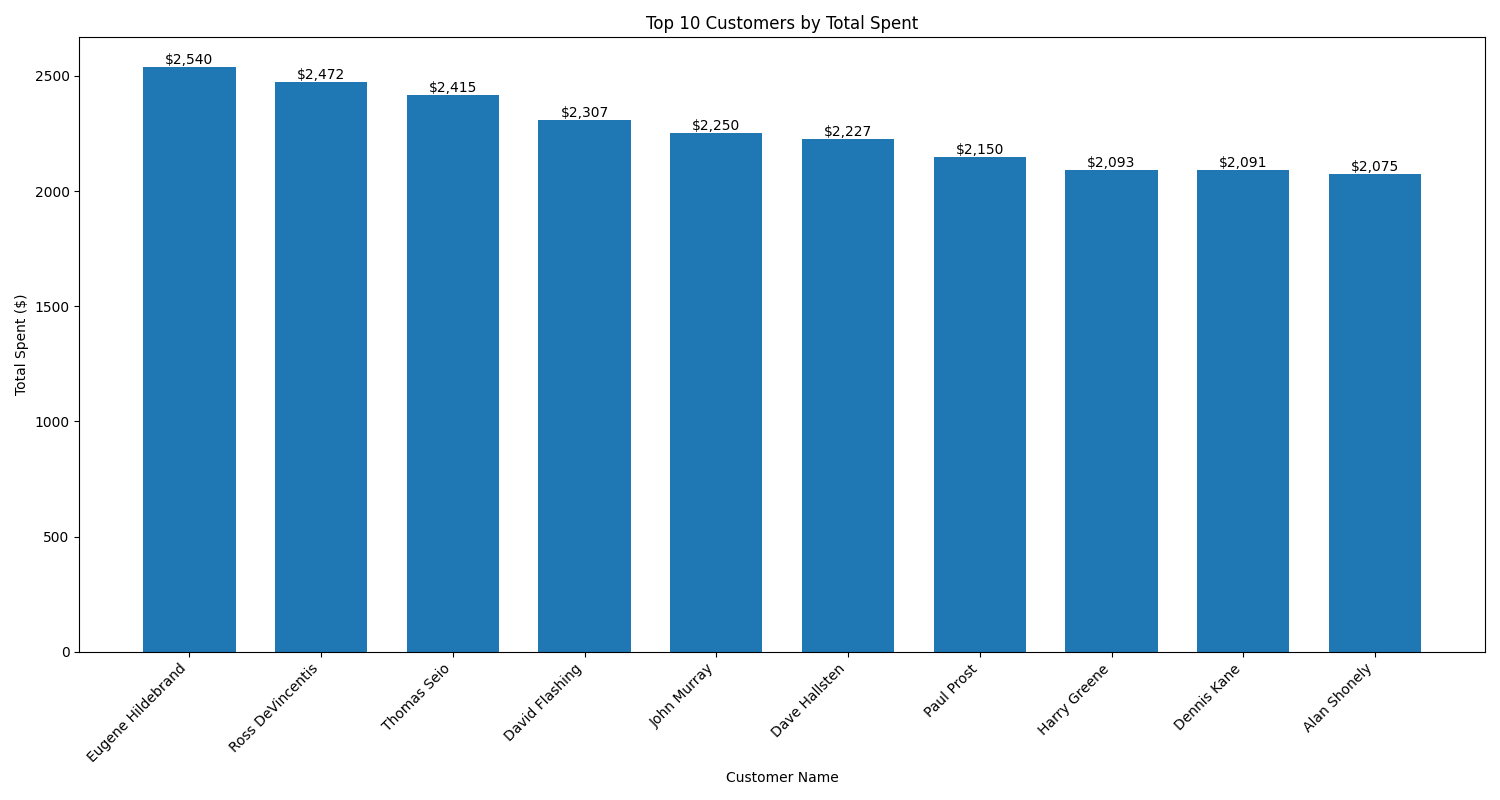 Top 10 Customers by Total Spent
Total Spent ($)
2500
2000
1500
1000
500
0
$2,540
$2,472
$2,415
$2,307
$2,250
$2,227
$2,150
$2,093
$2,091
$2,075
Eugene Hildebrand
Ross DeVincentis
Thomas Seio
David Flashing
John Murray
Dave Hallsten
Paul Prost
Harry Greene
Dennis Kane
Alan Shonely
Customer Name